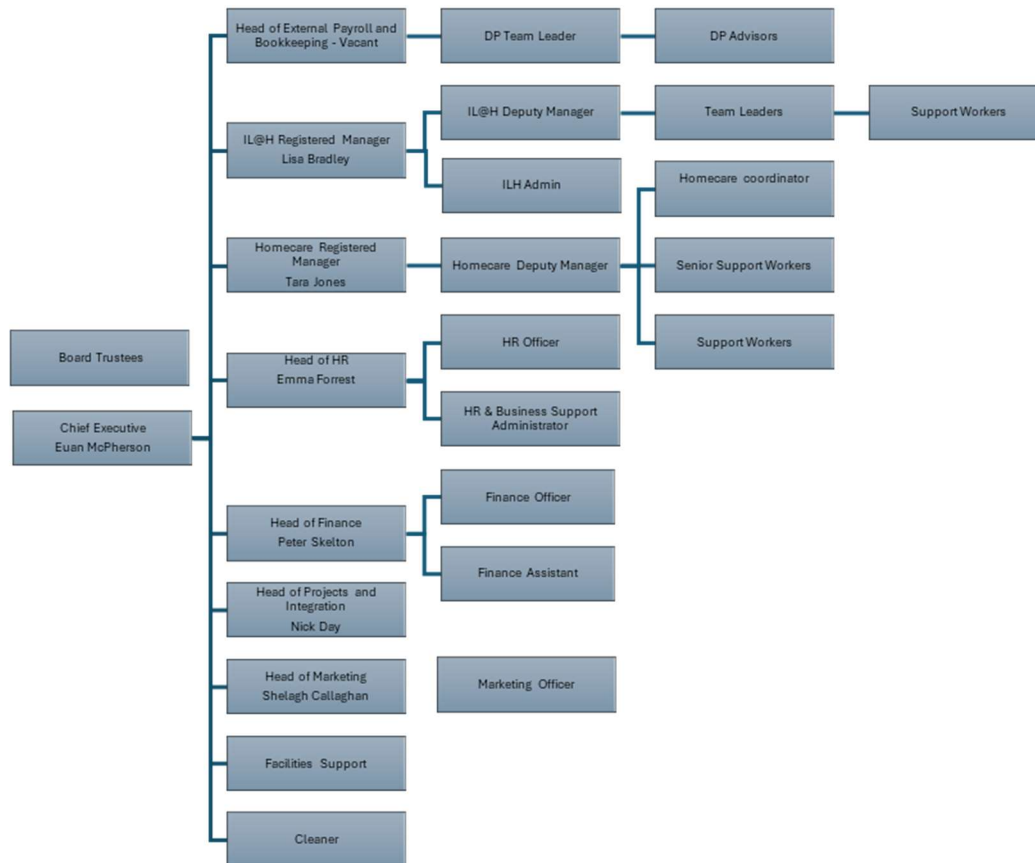 Head of External Payroll and
Bookkeeping - Vacant
DP Team Leader
DP Advisors
IL@H Registered Manager
Lisa Bradley
IL@H Deputy Manager
Team Leaders
Support Workers
ILH Admin
Homecare Registered
Manager
Tara Jones
Homecare Deputy Manager
Homecare coordinator
Senior Support Workers
Support Workers
Board Trustees
Chief Executive
Euan McPherson
Head of HR
Emma Forrest
HR Officer
HR & Business Support
Administrator
Head of Finance
Peter Skelton
Finance Officer
Finance Assistant
Head of Projects and
Integration
Nick Day
Head of Marketing
Shelagh Callaghan
Marketing Officer
Facilities Support
Cleaner